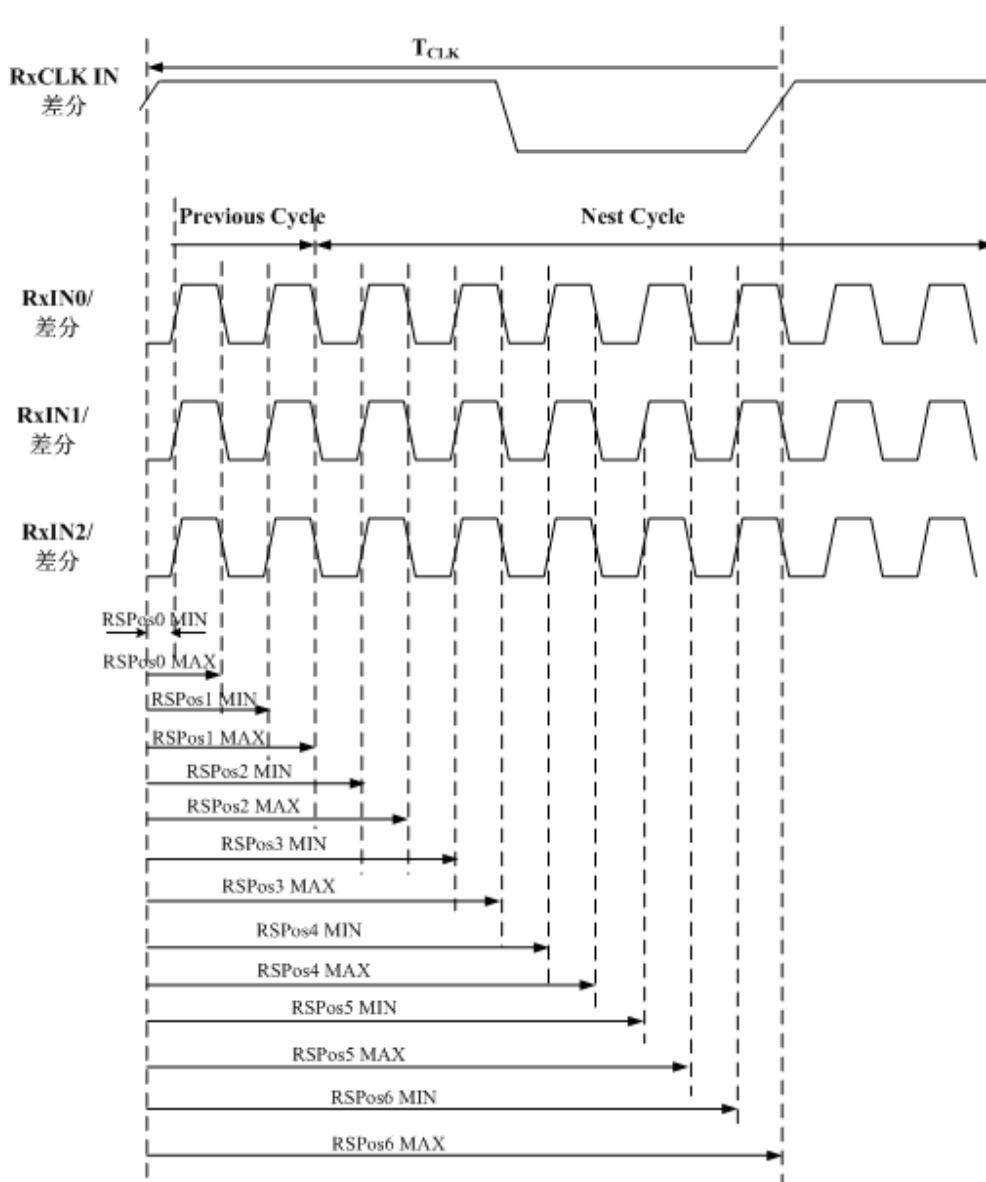 T_CLK
RxCLK IN
差分
Previous Cycle
Nest Cycle
RxIN0/
差分
RxIN1/
差分
RxIN2/
差分
RSPos0 MIN
RSPos0 MAX
RSPos1 MIN
RSPos1 MAX
RSPos2 MIN
RSPos2 MAX
RSPos3 MIN
RSPos3 MAX
RSPos4 MIN
RSPos4 MAX
RSPos5 MIN
RSPos5 MAX
RSPos6 MIN
RSPos6 MAX